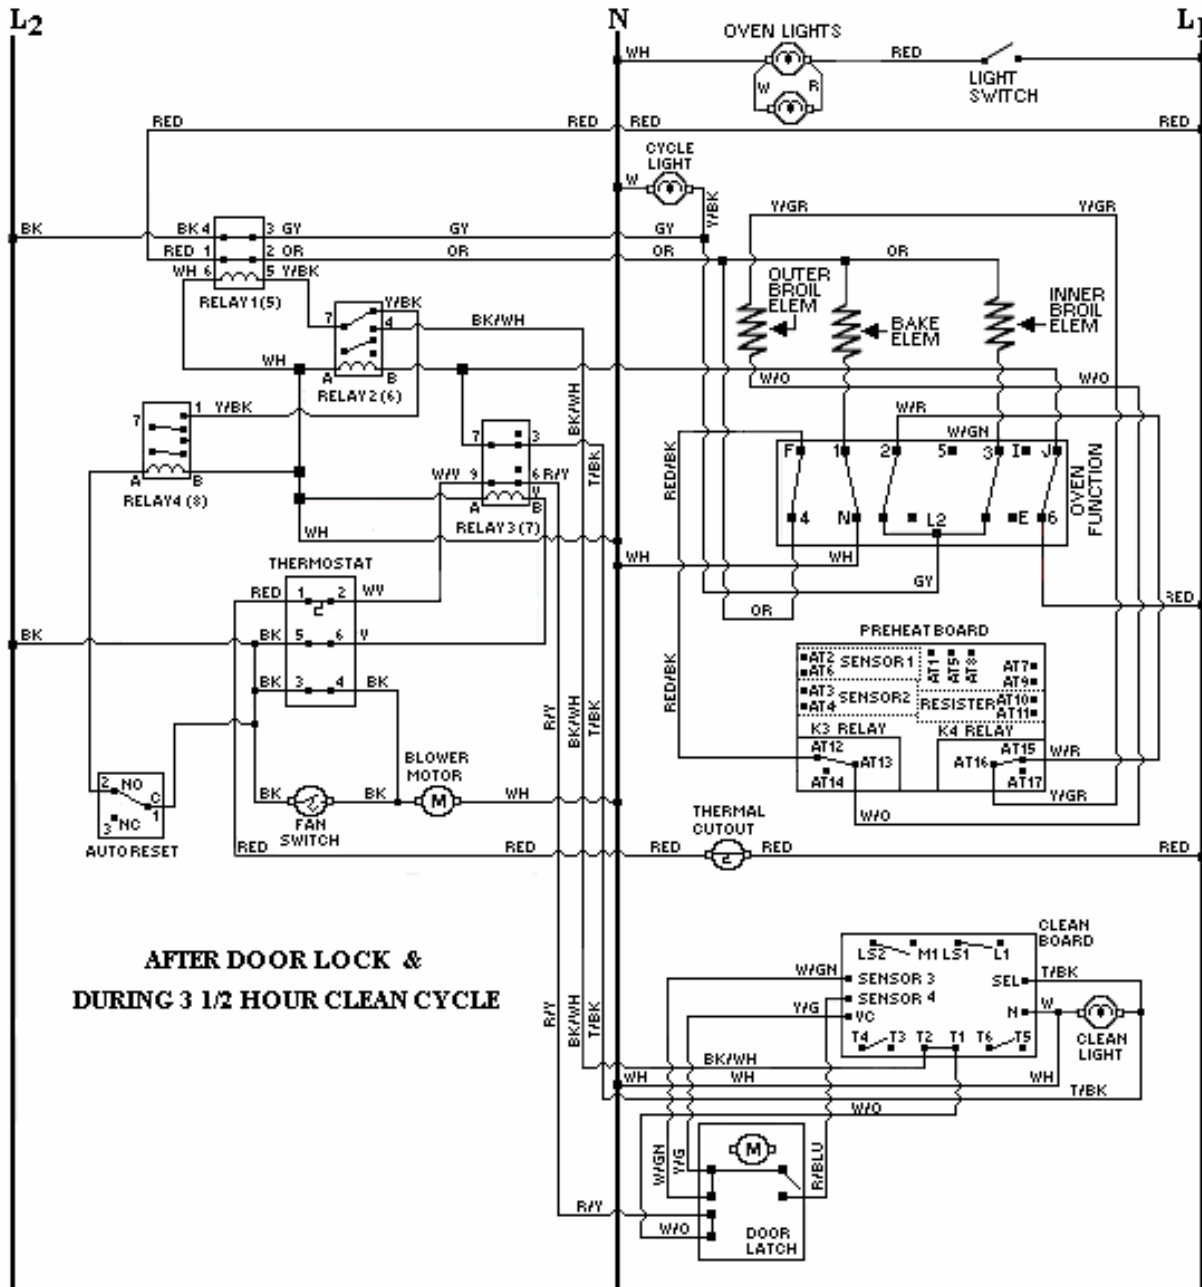 L2 N L1
OVEN LIGHTS
WH RED
W R
LIGHT
SWITCH
RED RED RED RED
CYCLE
LIGHT
W
Y/BK
Y/GR Y/GR
BK BK 4 3 GY GY GY
RED 1 2 OR OR OR
WH 6 5 Y/BK
RELAY 1 (5)
OUTER
BROIL
ELEM
BAKE
ELEM
INNER
BROIL
ELEM
Y/BK
7 4 BK/WH
WH
A B
RELAY 2 (6)
W/O W/O
BK/WH
1 Y/BK
7
A B
RELAY 4 (8)
W/R
W/GN
7 3
W/V 9 6 R/Y
V
A B
RELAY 3 (7)
T/BK
RED/BK
F 1 2 5 3 I J
4 N L2 E 6
OVEN
FUNCTION
WH
WH
GY
OR
RED
THERMOSTAT
RED 1 2 WV
BK BK 5 6 V
BK 3 4 BK
PREHEAT BOARD
AT2 SENSOR 1 AT1 AT5 AT8 AT7
AT6 AT9
AT3 SENSOR2 RESISTER AT10
AT4 AT11
K3 RELAY K4 RELAY
AT12 AT13 AT16 AT15 W/R
AT14 AT17
Y/GR
W/O
RED/BK
R/Y
BK/WH
T/BK
BLOWER
MOTOR
M
BK BK WH
FAN
SWITCH
2 NO
C
1
3 NC
AUTO RESET
THERMAL
CUTOUT
RED RED RED RED
AFTER DOOR LOCK &
DURING 3 1/2 HOUR CLEAN CYCLE
R/Y
BK/WH
T/BK
CLEAN
BOARD
LS2 M1 LS1 L1
W/GN SENSOR 3 SEL T/BK
SENSOR 4
Y/G VC N W
T4 T3 T2 T1 T6 T5
CLEAN
LIGHT
BK/WH
WH WH WH
T/BK
W/O
W/GN
Y/G
M
R/BLU
R/Y
W/O
DOOR
LATCH